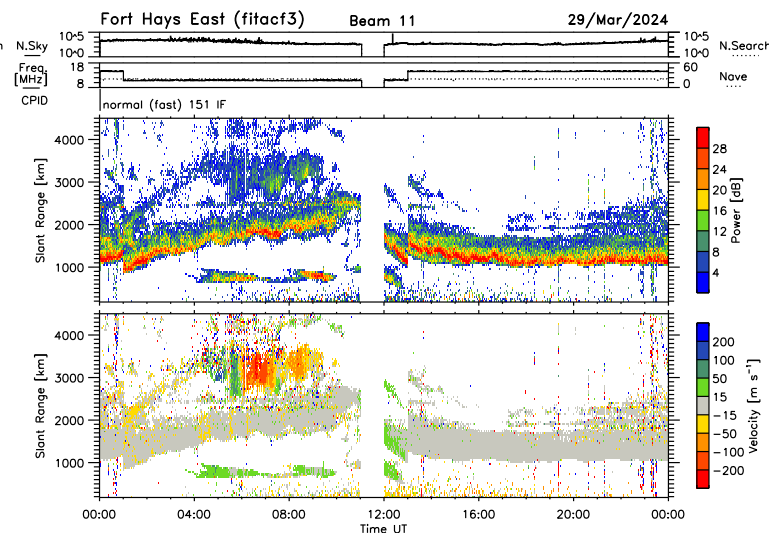 Fort Hays East (fitacf3) Beam 11 29/Mar/2024
N.Sky 10^5 10^0 10^5 10^0 N.Search
Freq. [MHz] 18 8 60 0 Nave
CPID normal (fast) 151 IF
Slant Range [km]
4000
3000
2000
1000
28
24
20
16
12
8
4
Power [dB]
Slant Range [km]
4000
3000
2000
1000
200
100
50
15
-15
-50
-100
-200
Velocity [m s⁻¹]
00:00 04:00 08:00 12:00 16:00 20:00 00:00
Time UT